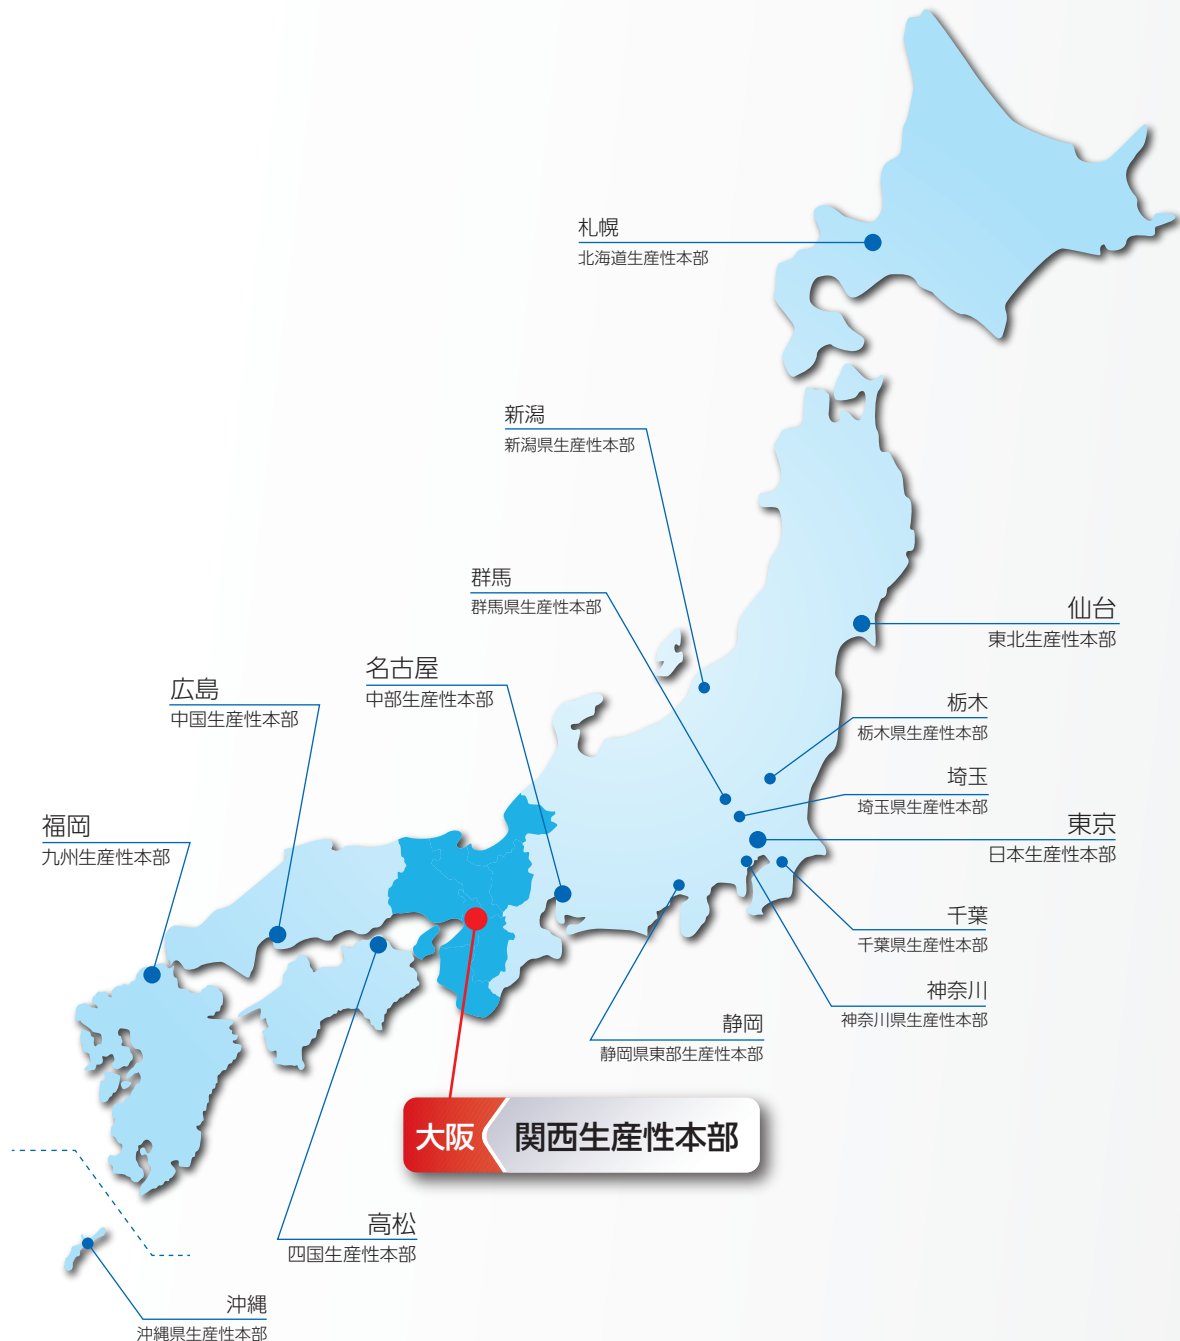 札幌
北海道生産性本部
新潟
新潟県生産性本部
群馬
群馬県生産性本部
仙台
東北生産性本部
名古屋
中部生産性本部
広島
中国生産性本部
栃木
栃木県生産性本部
埼玉
埼玉県生産性本部
福岡
九州生産性本部
東京
日本生産性本部
千葉
千葉県生産性本部
神奈川
神奈川県生産性本部
静岡
静岡県東部生産性本部
大阪 関西生産性本部
高松
四国生産性本部
沖縄
沖縄県生産性本部